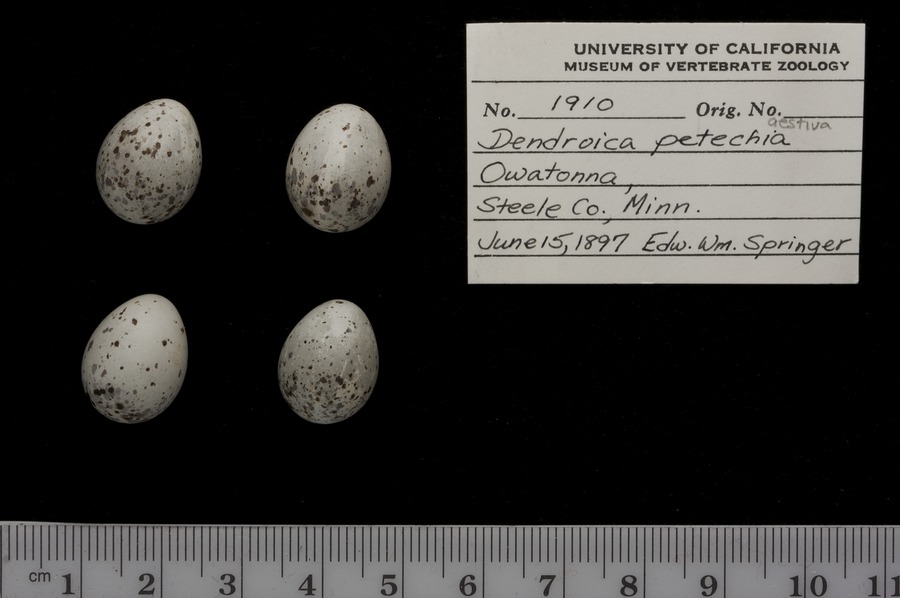 UNIVERSITY OF CALIFORNIA
MUSEUM OF VERTEBRATE ZOOLOGY
No. 1910 Orig. No.
aestiva
Dendroica petechia
Owatonna,
Steele Co., Minn.
June 15, 1897 Edw. Wm. Springer
cm 1 2 3 4 5 6 7 8 9 10 11